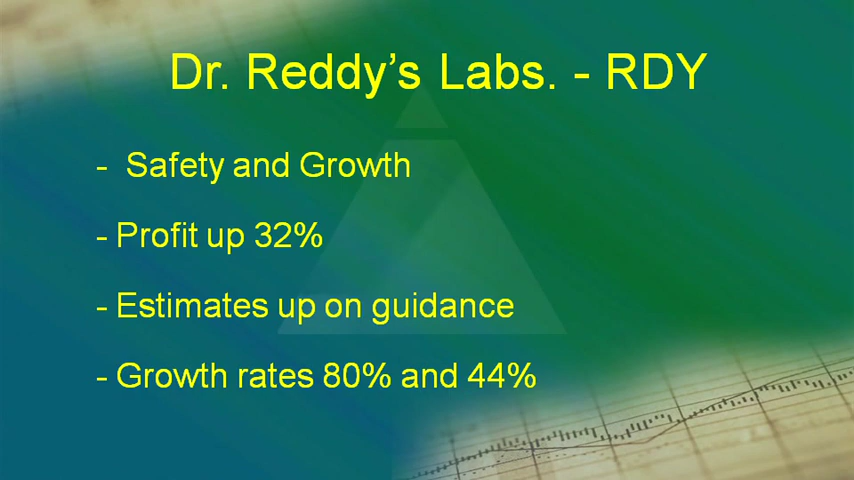 Dr. Reddy’s Labs. - RDY
- Safety and Growth
- Profit up 32%
- Estimates up on guidance
- Growth rates 80% and 44%